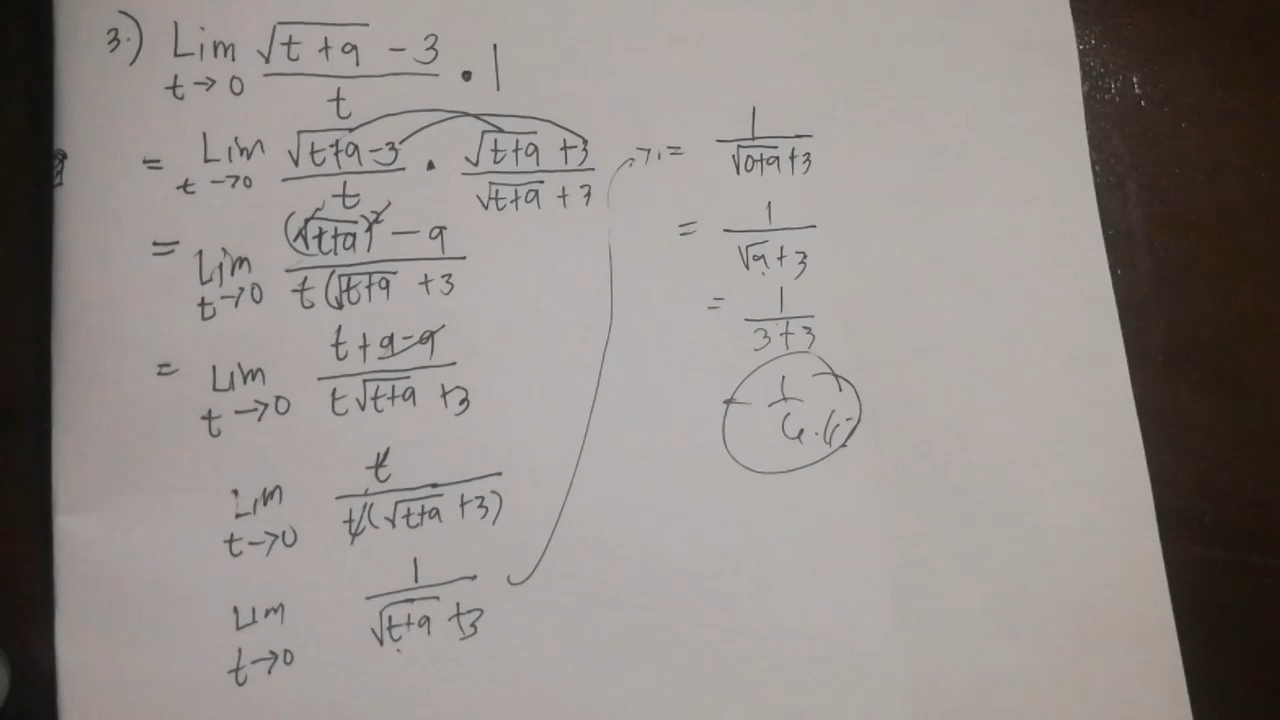 3.) Lim t→0 (√(t+9) - 3)/t · 1
= Lim t→0 (√(t+9) - 3)/t · (√(t+9) + 3)/(√(t+9) + 3)
= Lim t→0 ((√(t+9))² - 9)/(t(√(t+9) + 3
= Lim t→0 (t+9-9)/(t√(t+9) + 3)
Lim t→0 t/(t(√(t+9) + 3))
Lim t→0 1/(√(t+9) + 3)
= 1/(√(0+9) + 3)
= 1/(√9 + 3)
= 1/(3+3)
= 1/6